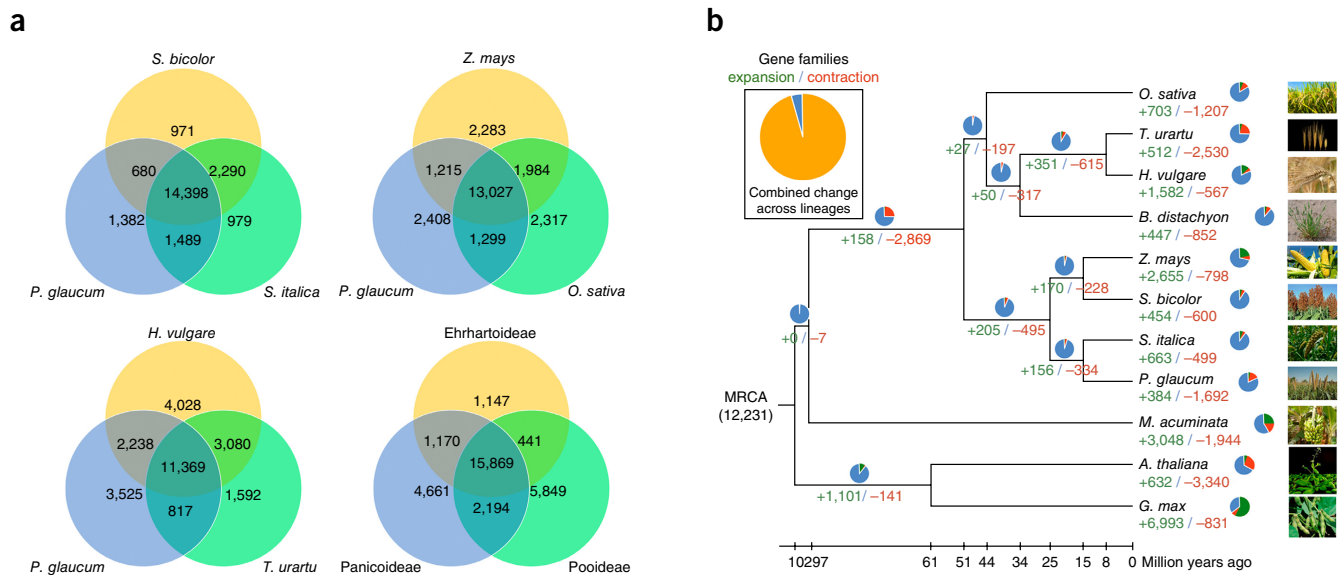 a
S. bicolor
971
680
2,290
14,398
1,382
979
1,489
P. glaucum
S. italica
Z. mays
2,283
1,215
1,984
13,027
2,408
2,317
1,299
P. glaucum
O. sativa
H. vulgare
4,028
2,238
3,080
11,369
3,525
1,592
817
P. glaucum
T. urartu
Ehrhartoideae
1,147
1,170
441
15,869
4,661
5,849
2,194
Panicoideae
Pooideae
b
Gene families
expansion / contraction
Combined change
across lineages
MRCA
(12,231)
+0 / −7
+158 / −2,869
+27 / −197
+50 / −317
+351 / −615
+205 / −495
+170 / −228
+156 / −334
+1,101/ −141
O. sativa
+703 / −1,207
T. urartu
+512 / −2,530
H. vulgare
+1,582 / −567
B. distachyon
+447 / −852
Z. mays
+2,655 / −798
S. bicolor
+454 / −600
S. italica
+663 / −499
P. glaucum
+384 / −1,692
M. acuminata
+3,048 / −1,944
A. thaliana
+632 / −3,340
G. max
+6,993 / −831
10297 61 51 44 34 25 15 8 0 Million years ago